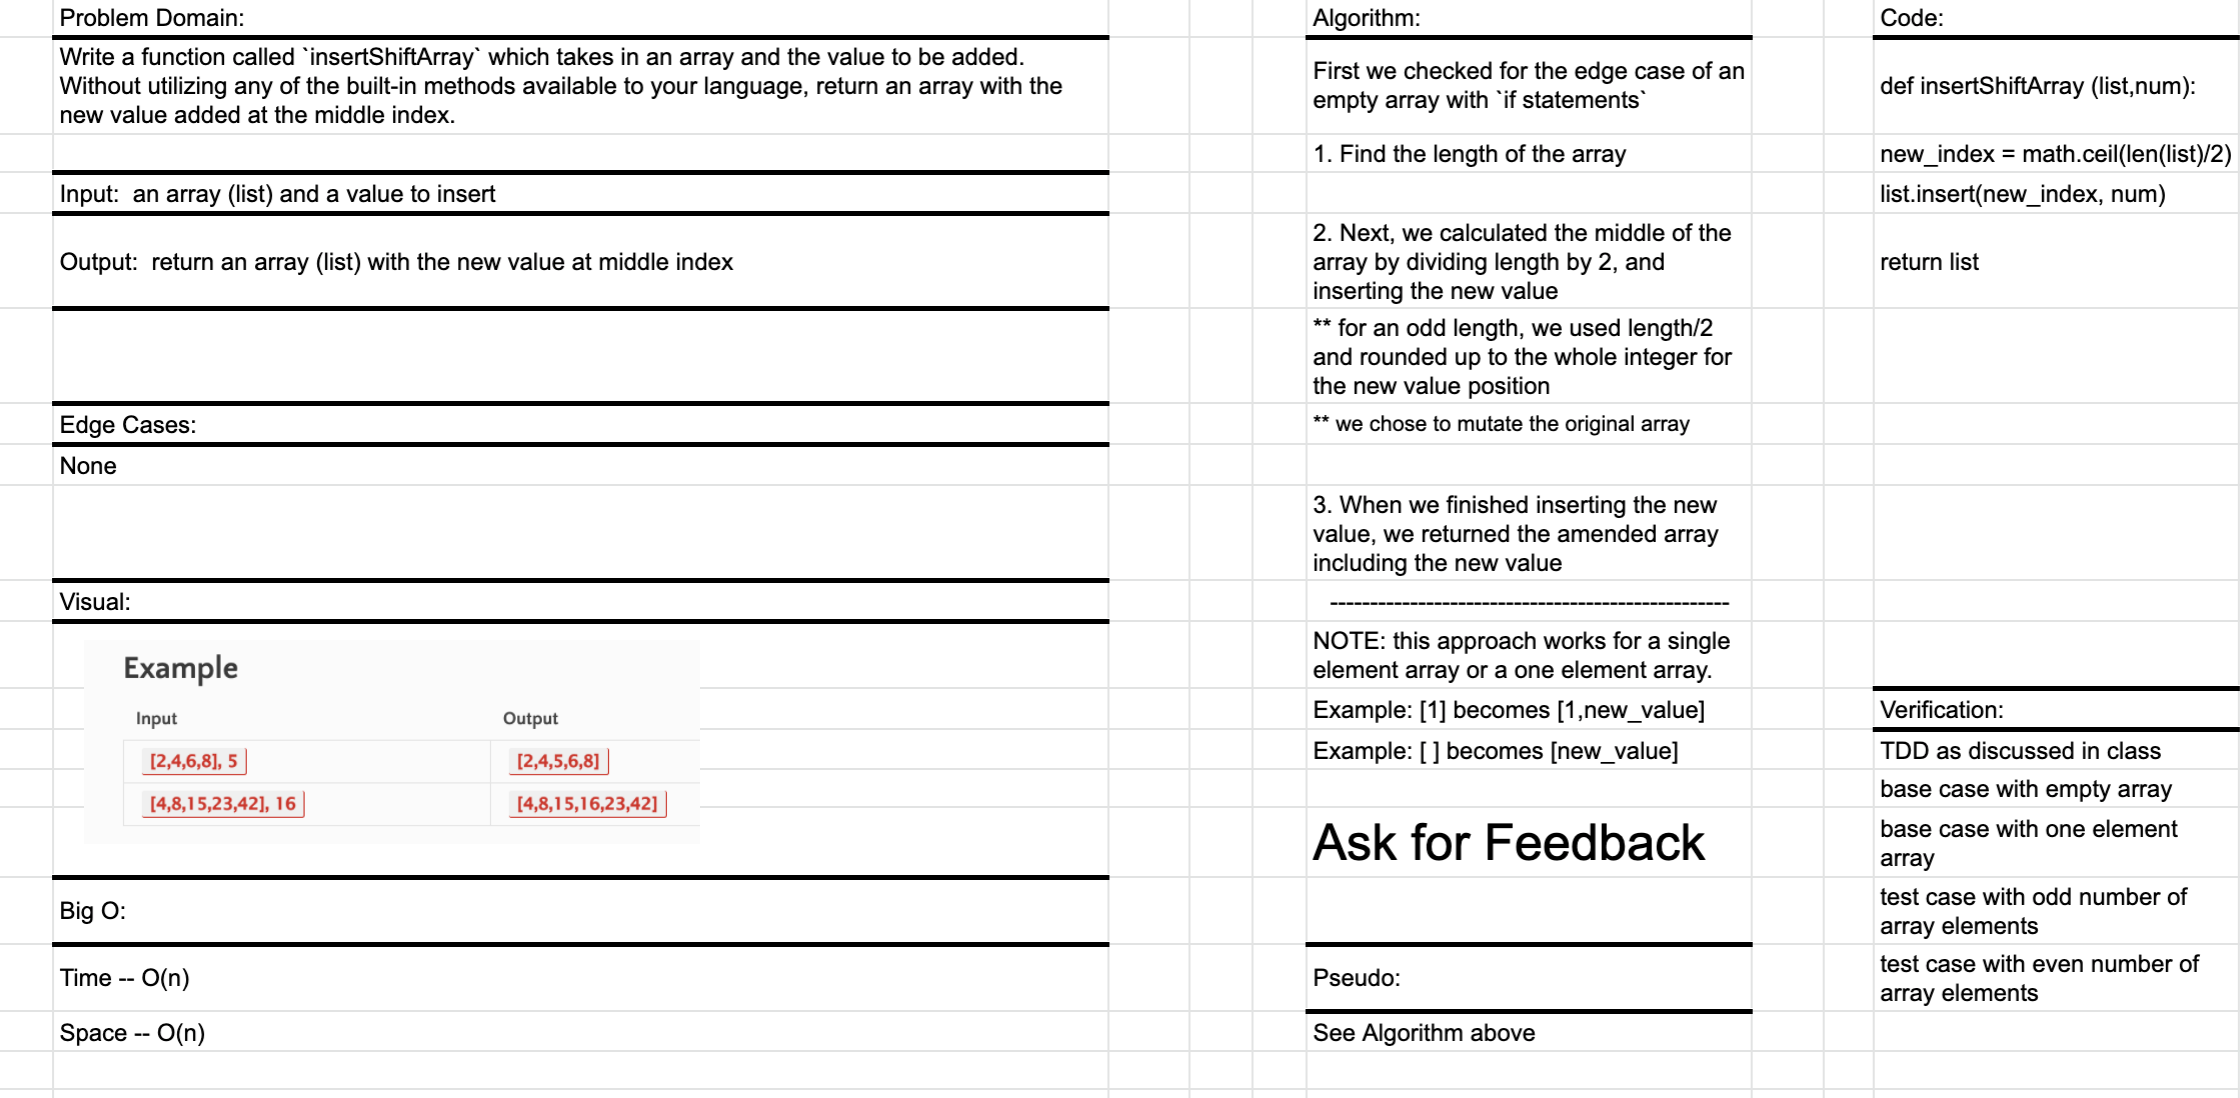 Problem Domain:
Write a function called `insertShiftArray` which takes in an array and the value to be added.
Without utilizing any of the built-in methods available to your language, return an array with the
new value added at the middle index.
Input:  an array (list) and a value to insert
Output:  return an array (list) with the new value at middle index
Edge Cases:
None
Visual:
Example
Input
Output
[2,4,6,8], 5
[2,4,5,6,8]
[4,8,15,23,42], 16
[4,8,15,16,23,42]
Big O:
Time -- O(n)
Space -- O(n)
Algorithm:
First we checked for the edge case of an
empty array with `if statements`
1. Find the length of the array
2. Next, we calculated the middle of the
array by dividing length by 2, and
inserting the new value
** for an odd length, we used length/2
and rounded up to the whole integer for
the new value position
** we chose to mutate the original array
3. When we finished inserting the new
value, we returned the amended array
including the new value
--------------------------------------------------
NOTE: this approach works for a single
element array or a one element array.
Example: [1] becomes [1,new_value]
Example: [ ] becomes [new_value]
Ask for Feedback
Pseudo:
See Algorithm above
Code:
def insertShiftArray (list,num):
new_index = math.ceil(len(list)/2)
list.insert(new_index, num)
return list
Verification:
TDD as discussed in class
base case with empty array
base case with one element
array
test case with odd number of
array elements
test case with even number of
array elements